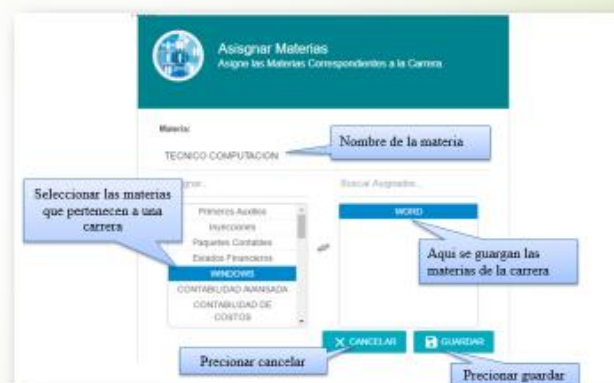 Asisgnar Materias
Asigne las Materias Correspondientes a la Carrera
Materia:
Nombre de la materia
TECNICO COMPUTACION
Seleccionar las materias
que pertenecen a una
carrera
Buscar Asignados...
Primeros Auxilios
Inyecciones
Paquetes Contables
Estados Financieros
WINDOWS
CONTABILIDAD AVANSADA
CONTABILIDAD DE
COSTOS
WORD
Aqui se guargan las
materias de la carrera
CANCELAR
GUARDAR
Precionar cancelar
Precionar guardar